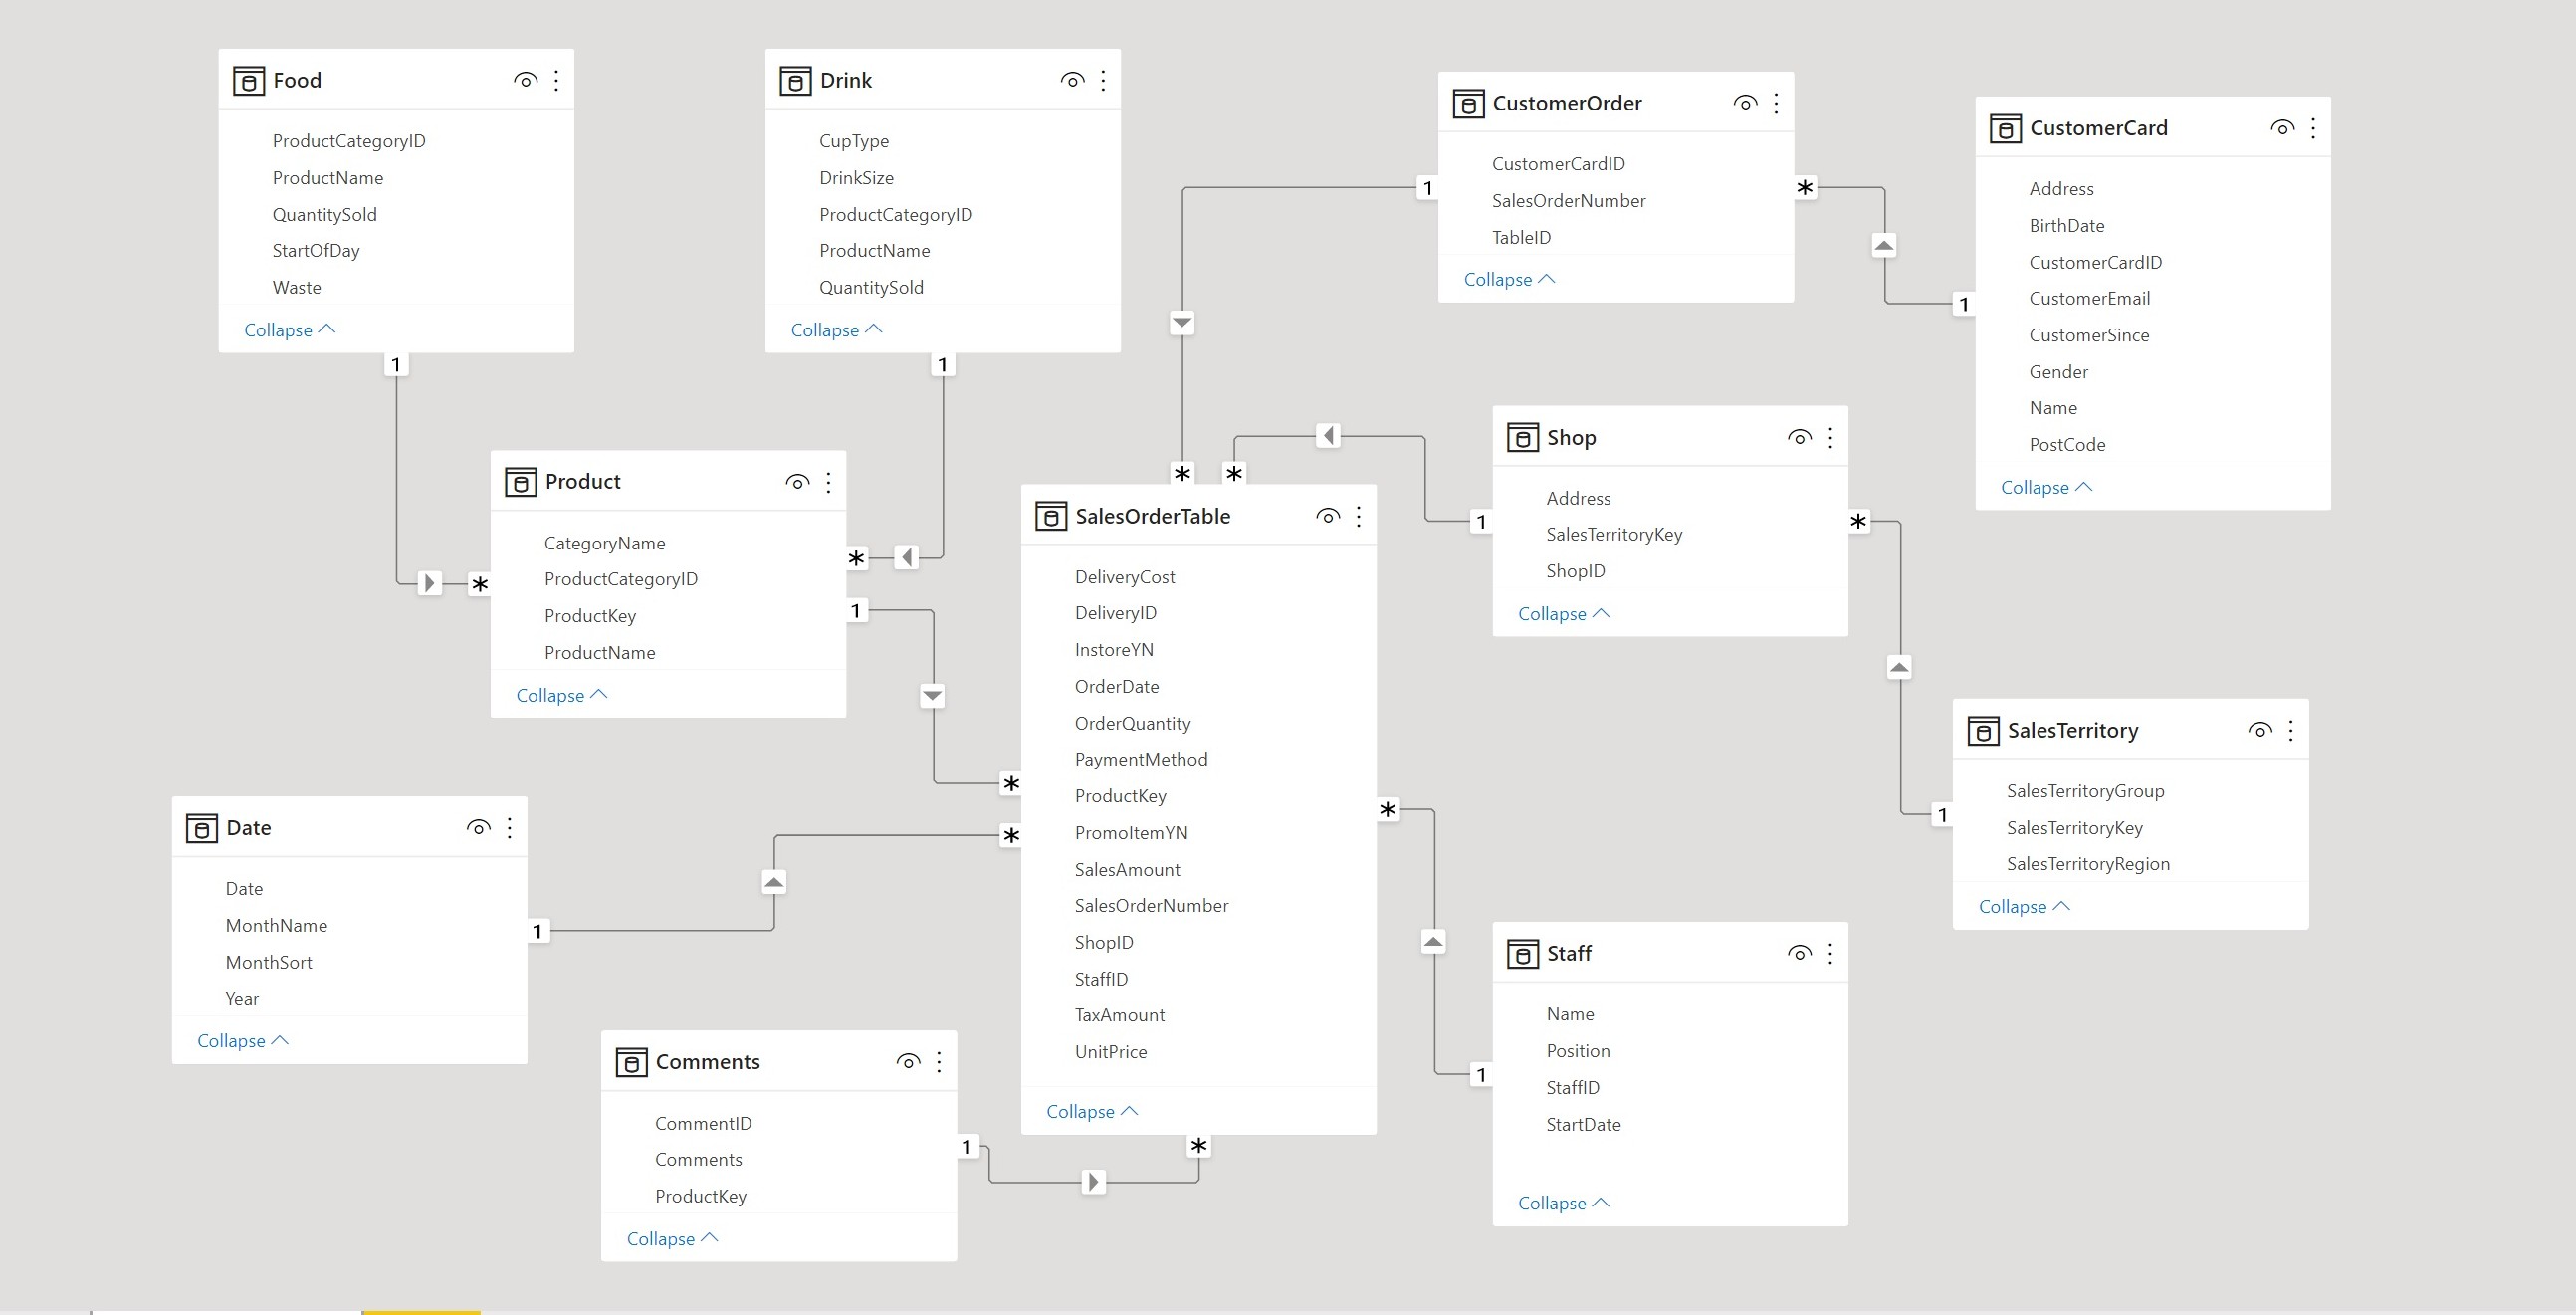 Food
ProductCategoryID
ProductName
QuantitySold
StartOfDay
Waste
Collapse
1
Drink
CupType
DrinkSize
ProductCategoryID
ProductName
QuantitySold
Collapse
1
CustomerOrder
CustomerCardID
SalesOrderNumber
TableID
Collapse
1
*
CustomerCard
Address
BirthDate
CustomerCardID
CustomerEmail
CustomerSince
Gender
Name
PostCode
Collapse
1
Product
CategoryName
ProductCategoryID
ProductKey
ProductName
Collapse
*
*
1
SalesOrderTable
DeliveryCost
DeliveryID
InstoreYN
OrderDate
OrderQuantity
PaymentMethod
ProductKey
PromoItemYN
SalesAmount
SalesOrderNumber
ShopID
StaffID
TaxAmount
UnitPrice
Collapse
*
*
*
*
*
*
Shop
Address
SalesTerritoryKey
ShopID
Collapse
1
*
SalesTerritory
SalesTerritoryGroup
SalesTerritoryKey
SalesTerritoryRegion
Collapse
1
Date
Date
MonthName
MonthSort
Year
Collapse
1
Comments
CommentID
Comments
ProductKey
Collapse
1
Staff
Name
Position
StaffID
StartDate
Collapse
1